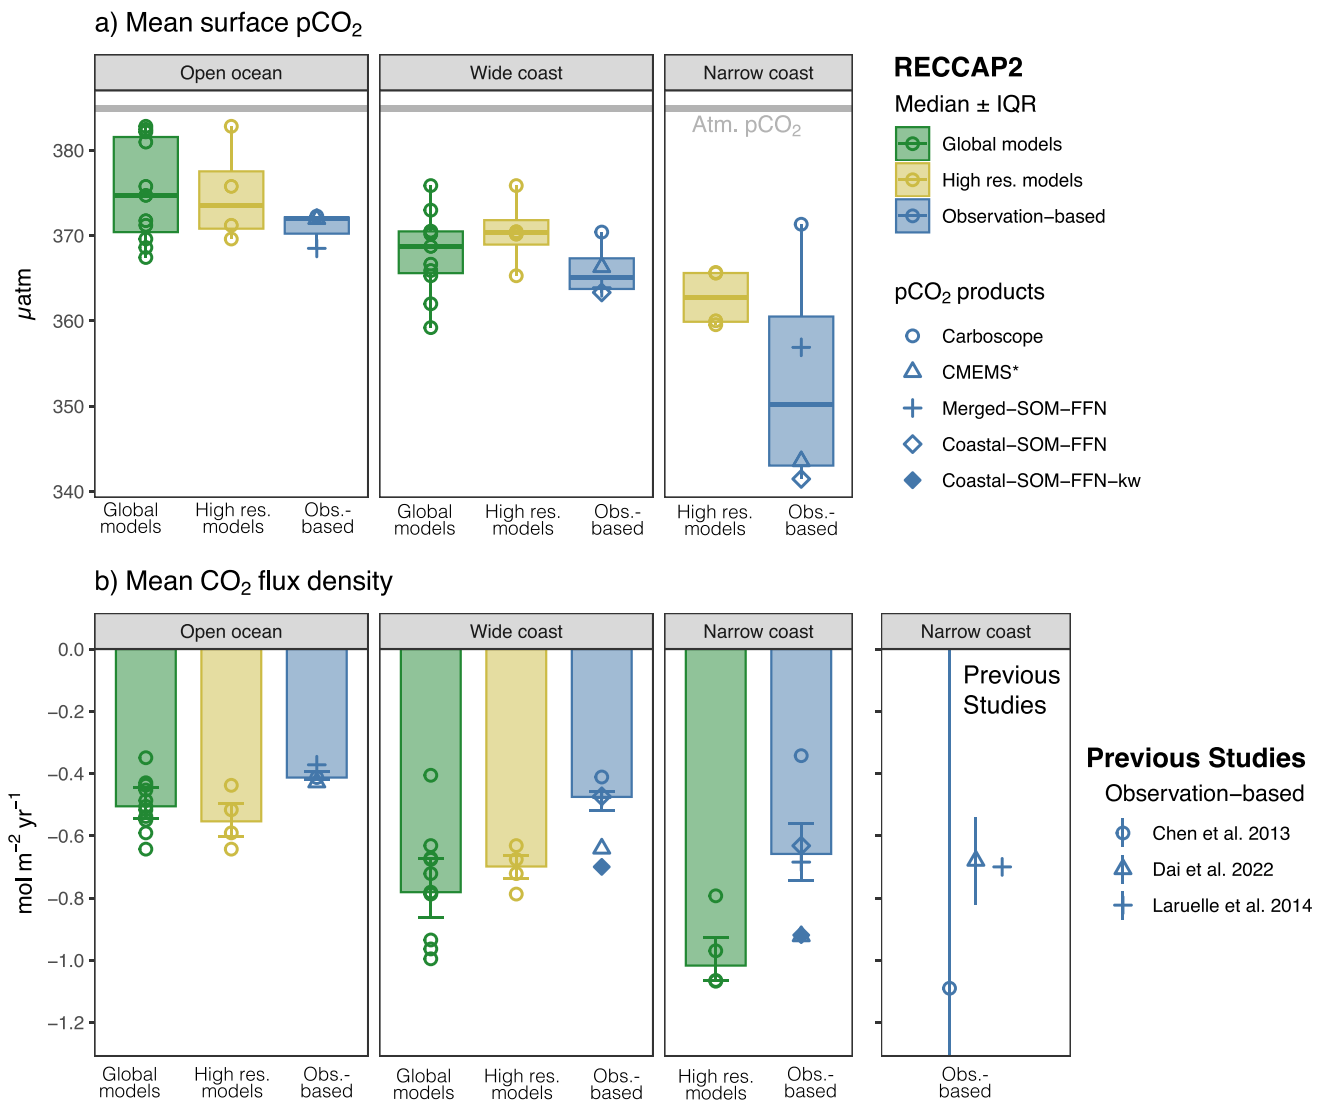 a) Mean surface pCO₂
Open ocean
Wide coast
Narrow coast
Atm. pCO₂
µatm
380
370
360
350
340
Global models
High res. models
Obs.- based
Global models
High res. models
Obs.- based
High res. models
Obs.- based
RECCAP2
Median ± IQR
Global models
High res. models
Observation−based
pCO₂ products
Carboscope
CMEMS*
Merged−SOM−FFN
Coastal−SOM−FFN
Coastal−SOM−FFN−kw
b) Mean CO₂ flux density
Open ocean
Wide coast
Narrow coast
Narrow coast
mol m⁻² yr⁻¹
0.0
−0.2
−0.4
−0.6
−0.8
−1.0
−1.2
Previous
Studies
Global models
High res. models
Obs.- based
Global models
High res. models
Obs.- based
High res. models
Obs.- based
Obs.- based
Previous Studies
Observation−based
Chen et al. 2013
Dai et al. 2022
Laruelle et al. 2014